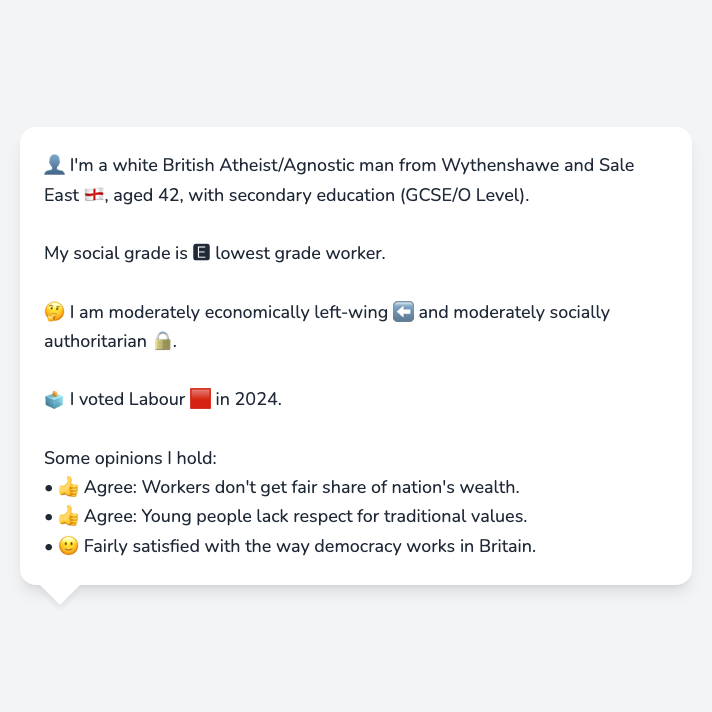 👤 I'm a white British Atheist/Agnostic man from Wythenshawe and Sale
East 🏴󠁧󠁢󠁥󠁮󠁧󠁿, aged 42, with secondary education (GCSE/O Level).
My social grade is 🅴 lowest grade worker.
🤔 I am moderately economically left-wing ⬅️ and moderately socially
authoritarian 🔒.
🗳️ I voted Labour 🟥 in 2024.
Some opinions I hold:
• 👍 Agree: Workers don't get fair share of nation's wealth.
• 👍 Agree: Young people lack respect for traditional values.
• 🙂 Fairly satisfied with the way democracy works in Britain.